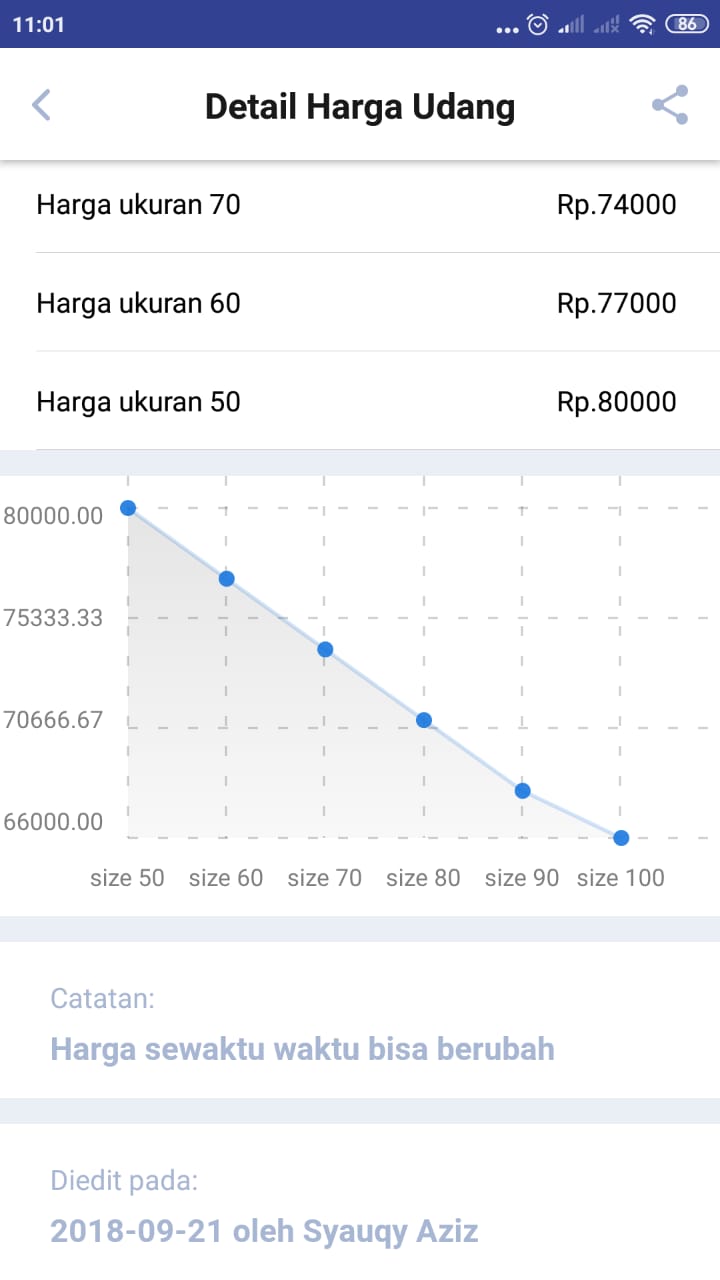 11:01
86
Detail Harga Udang
Harga ukuran 70 Rp.74000
Harga ukuran 60 Rp.77000
Harga ukuran 50 Rp.80000
80000.00
75333.33
70666.67
66000.00
size 50 size 60 size 70 size 80 size 90 size 100
Catatan:
Harga sewaktu waktu bisa berubah
Diedit pada:
2018-09-21 oleh Syauqy Aziz